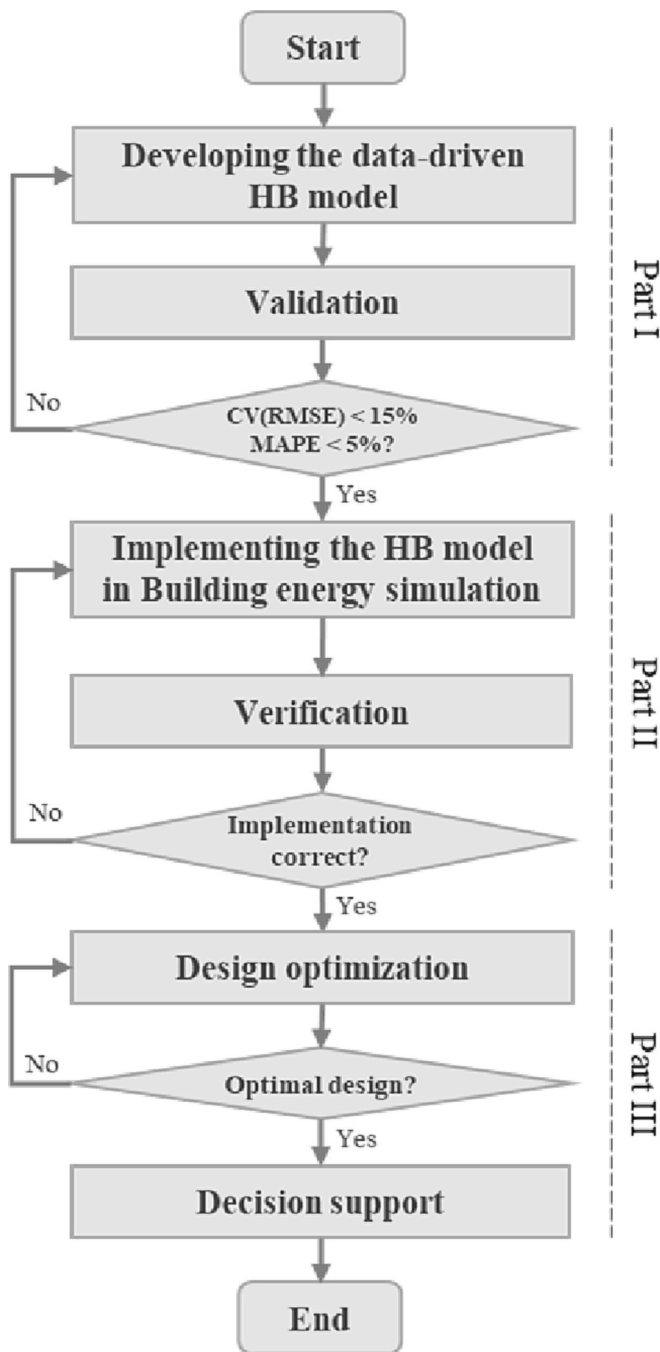 Start
Developing the data-driven
HB model
Validation
Part I
No
CV(RMSE) < 15%
MAPE < 5%?
Yes
Implementing the HB model
in Building energy simulation
Verification
Part II
No
Implementation
correct?
Yes
Design optimization
No
Optimal design?
Part III
Yes
Decision support
End